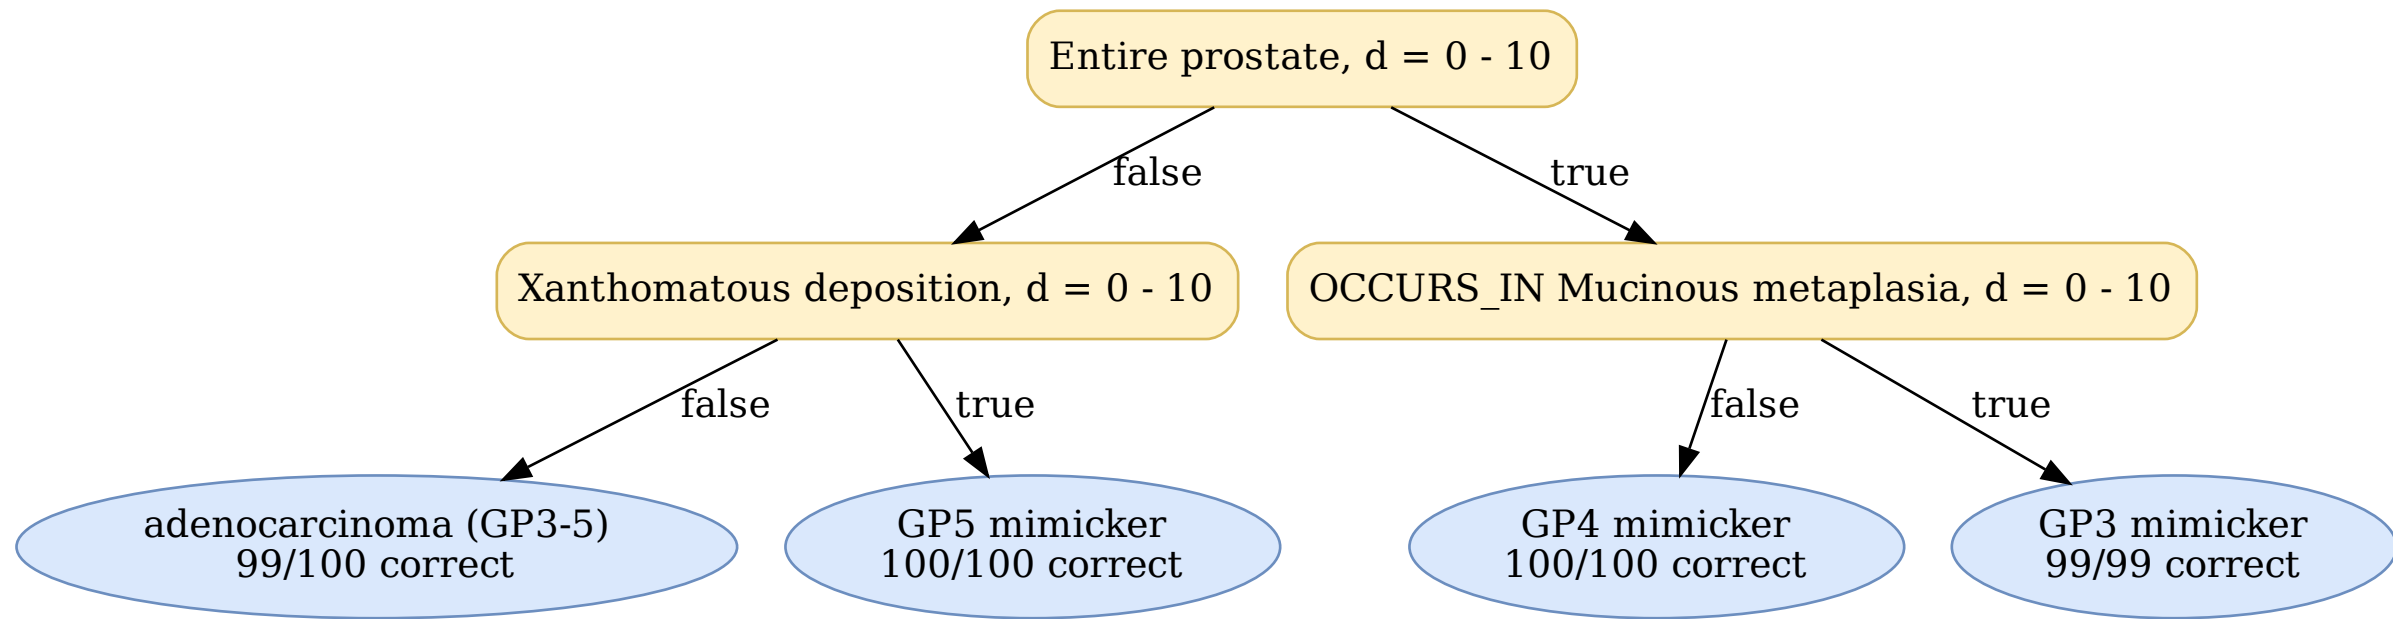 Entire prostate, d = 0 - 10
false
true
Xanthomatous deposition, d = 0 - 10
OCCURS_IN Mucinous metaplasia, d = 0 - 10
false
true
false
true
adenocarcinoma (GP3-5)
99/100 correct
GP5 mimicker
100/100 correct
GP4 mimicker
100/100 correct
GP3 mimicker
99/99 correct